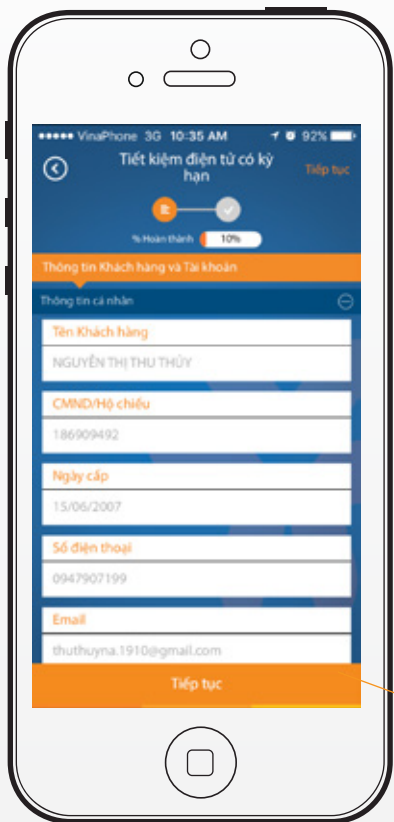 VinaPhone 3G 10:35 AM 92%
Tiết kiệm điện tử có kỳ
hạn
Tiếp tục
% Hoàn thành 10%
Thông tin Khách hàng và Tài khoản
Thông tin cá nhân
Tên Khách hàng
NGUYỄN THỊ THU THỦY
CMND/Hộ chiếu
186909492
Ngày cấp
15/06/2007
Số điện thoại
0947907199
Email
thuthuyna.1910@gmail.com
Tiếp tục